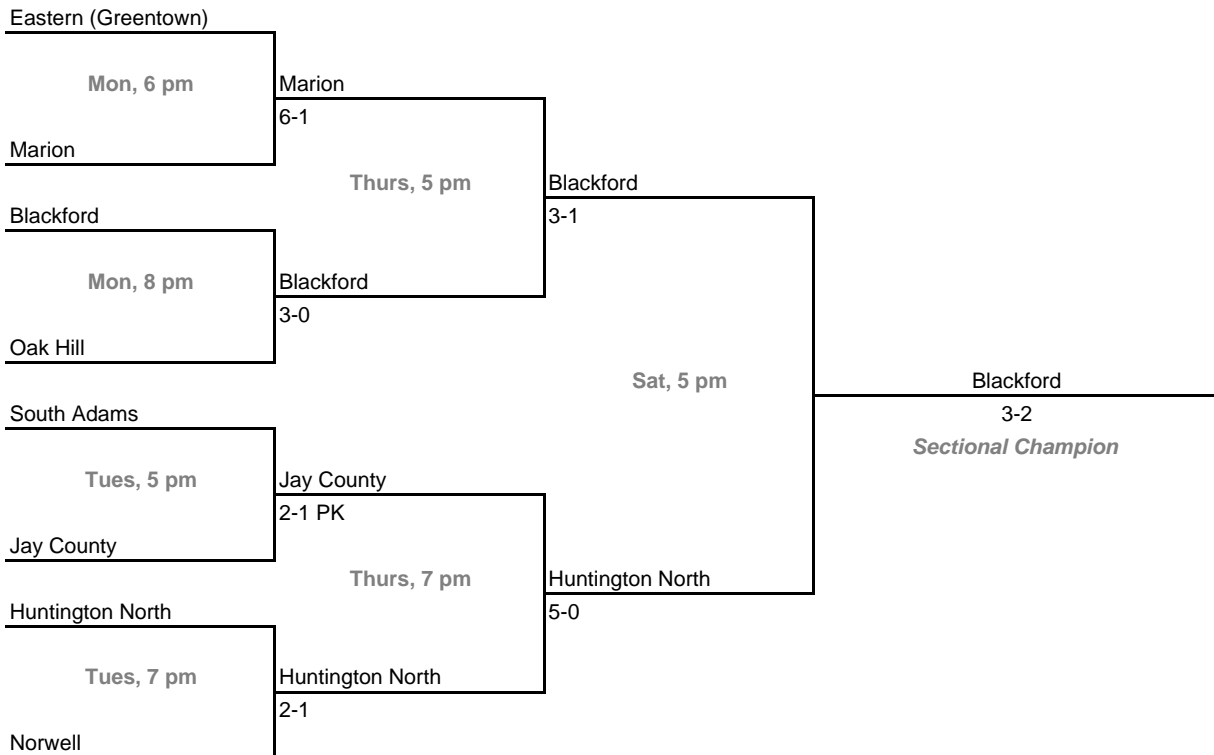 Eastern (Greentown)
Mon, 6 pm
Marion
6-1
Marion
Thurs, 5 pm
Blackford
3-1
Blackford
Mon, 8 pm
Blackford
3-0
Oak Hill
Sat, 5 pm
Blackford
3-2
Sectional Champion
South Adams
Tues, 5 pm
Jay County
2-1 PK
Jay County
Thurs, 7 pm
Huntington North
5-0
Huntington North
Tues, 7 pm
Huntington North
2-1
Norwell